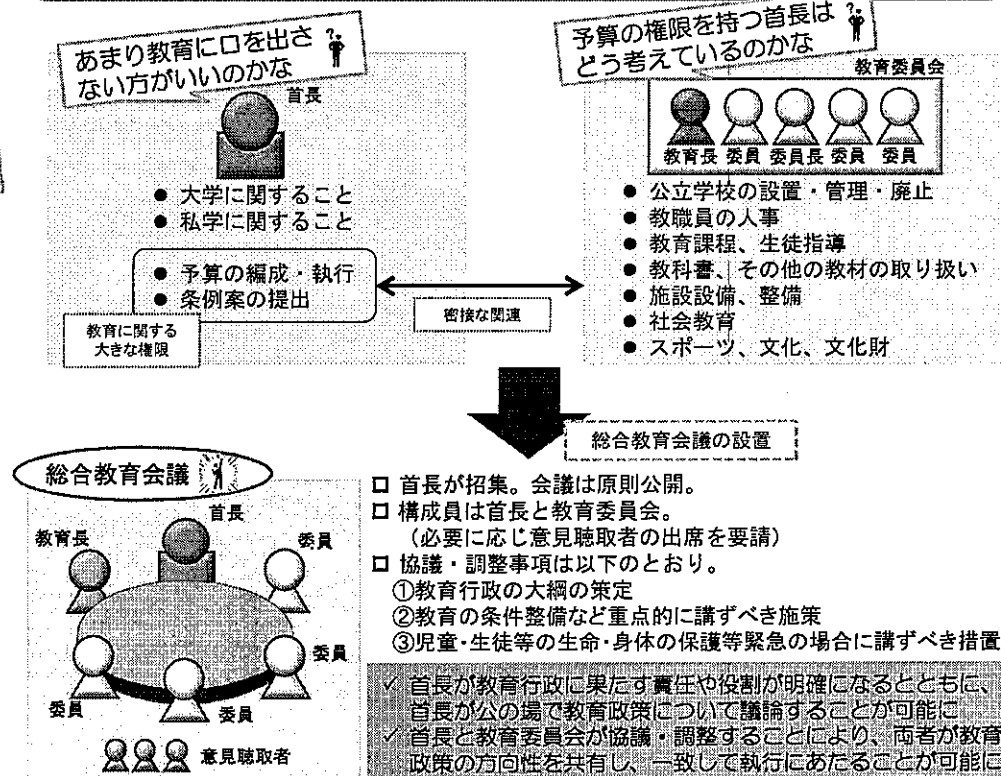 あまり教育に口を出さ
ない方がいいのかな
首長
● 大学に関すること
● 私学に関すること
● 予算の編成・執行
● 条例案の提出
教育に関する
大きな権限
密接な関連
予算の権限を持つ首長は
どう考えているのかな
教育委員会
教育長 委員 委員長 委員 委員
● 公立学校の設置・管理・廃止
● 教職員の人事
● 教育課程、生徒指導
● 教科書、その他の教材の取り扱い
● 施設設備、整備
● 社会教育
● スポーツ、文化、文化財
総合教育会議の設置
総合教育会議
首長
教育長
委員
委員
委員
委員
意見聴取者
□ 首長が招集。会議は原則公開。
□ 構成員は首長と教育委員会。
(必要に応じ意見聴取者の出席を要請)
□ 協議・調整事項は以下のとおり。
①教育行政の大綱の策定
②教育の条件整備など重点的に講ずべき施策
③児童・生徒等の生命・身体の保護等緊急の場合に講ずべき措置
✓ 首長が教育行政に果たす責任や役割が明確になるとともに、
首長が公の場で教育政策について議論することが可能に
✓ 首長と教育委員会が協議・調整することにより、両者が教育
政策の方向性を共有し、一致して執行にあたることが可能に